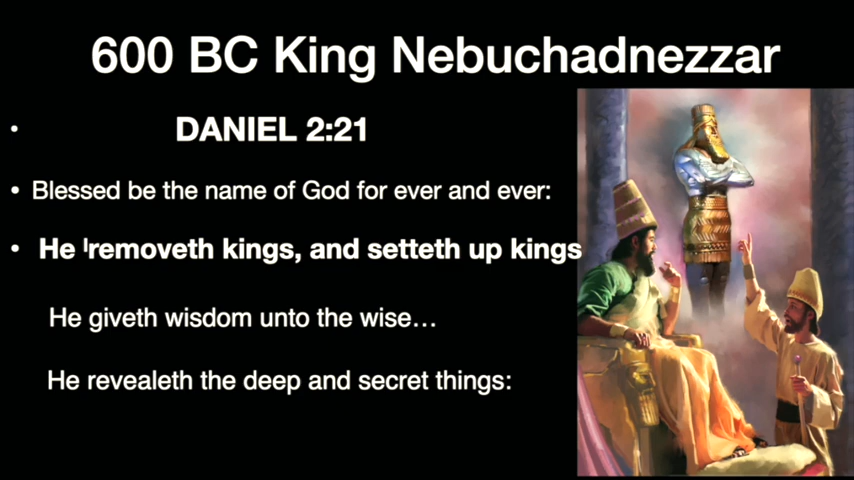 600 BC King Nebuchadnezzar
• DANIEL 2:21
• Blessed be the name of God for ever and ever:
• He 'removeth kings, and setteth up kings
He giveth wisdom unto the wise…
He revealeth the deep and secret things: